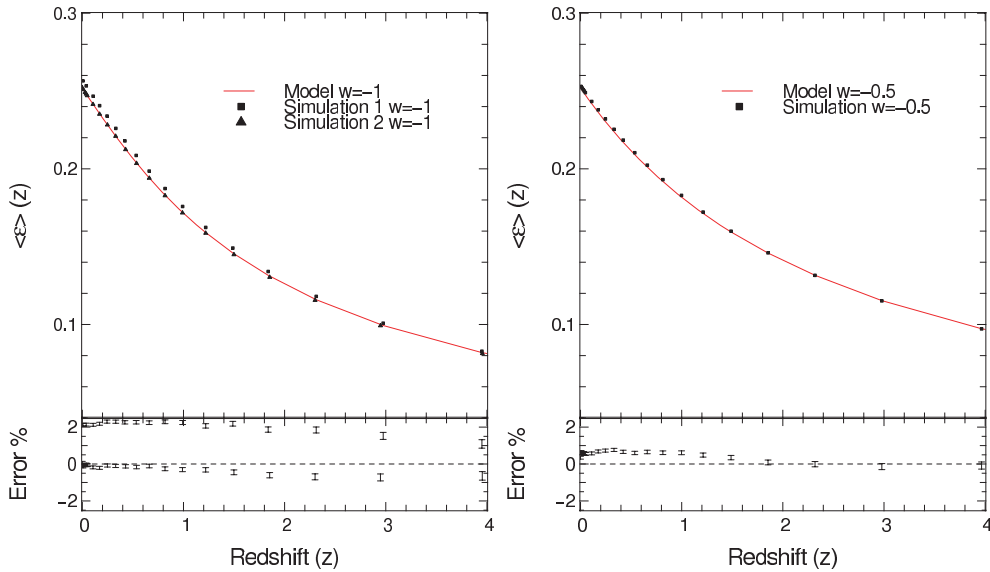 0.3
0.2
0.1
<ε> (z)
Model w=−1
Simulation 1 w=−1
Simulation 2 w=−1
2
0
−2
Error %
0 1 2 3 4
Redshift (z)
0.3
0.2
0.1
<ε> (z)
Model w=−0.5
Simulation w=−0.5
2
0
−2
Error %
0 1 2 3 4
Redshift (z)